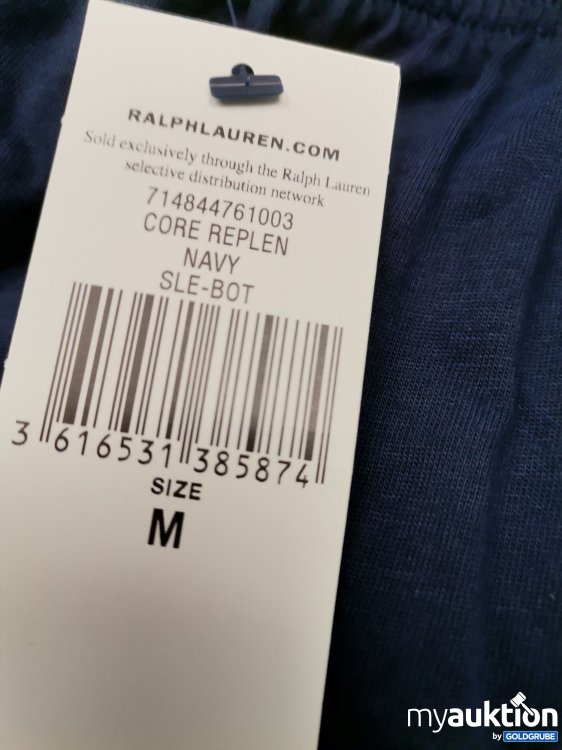 RALPHLAUREN.COM
Sold exclusively through the Ralph Lauren
selective distribution network
714844761003
CORE REPLEN
NAVY
SLE-BOT
3 616531 385874
SIZE
M
myauktion
by GOLDGRUBE